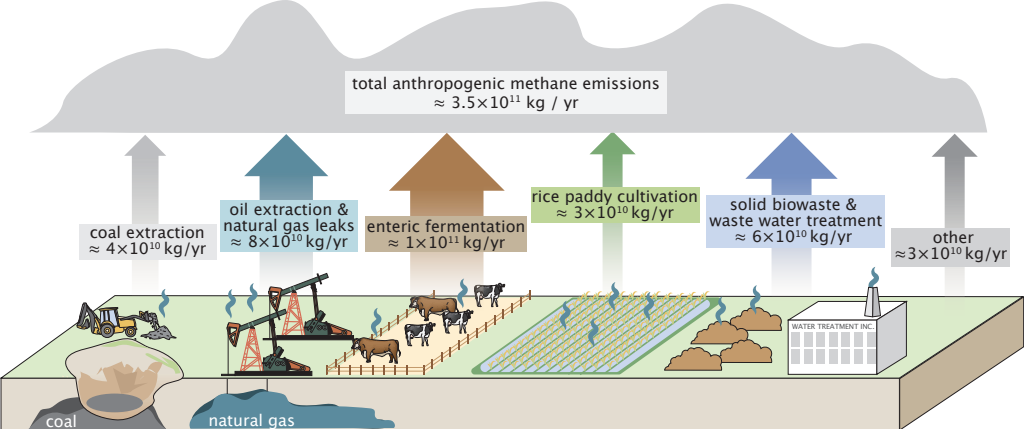 total anthropogenic methane emissions
≈ 3.5×10¹¹ kg / yr
coal extraction
≈ 4×10¹⁰ kg/yr
oil extraction &
natural gas leaks
≈ 8×10¹⁰ kg/yr
enteric fermentation
≈ 1×10¹¹ kg/yr
rice paddy cultivation
≈ 3×10¹⁰ kg/yr
solid biowaste &
waste water treatment
≈ 6×10¹⁰ kg/yr
other
≈3×10¹⁰ kg/yr
WATER TREATMENT INC.
coal
natural gas